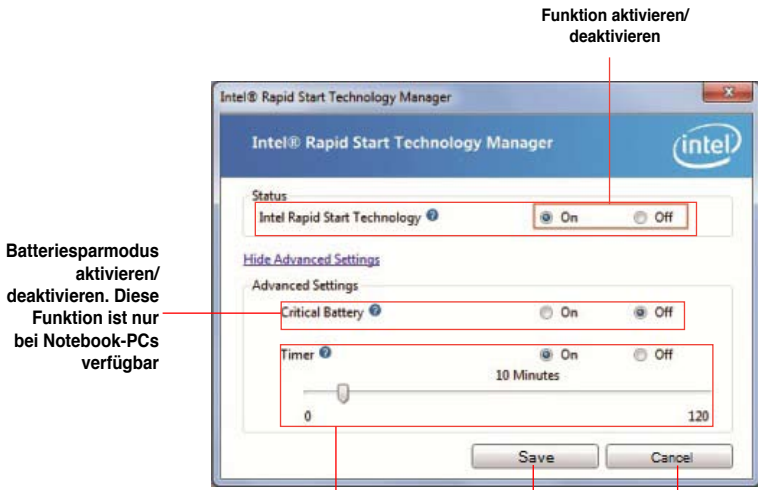 Funktion aktivieren/
deaktivieren
Intel® Rapid Start Technology Manager
Intel® Rapid Start Technology Manager
intel
Status
Intel Rapid Start Technology ? On Off
Batteriesparmodus
aktivieren/
deaktivieren. Diese
Funktion ist nur
bei Notebook-PCs
verfügbar
Hide Advanced Settings
Advanced Settings
Critical Battery ? On Off
Timer ? On Off
10 Minutes
0 120
Save Cancel